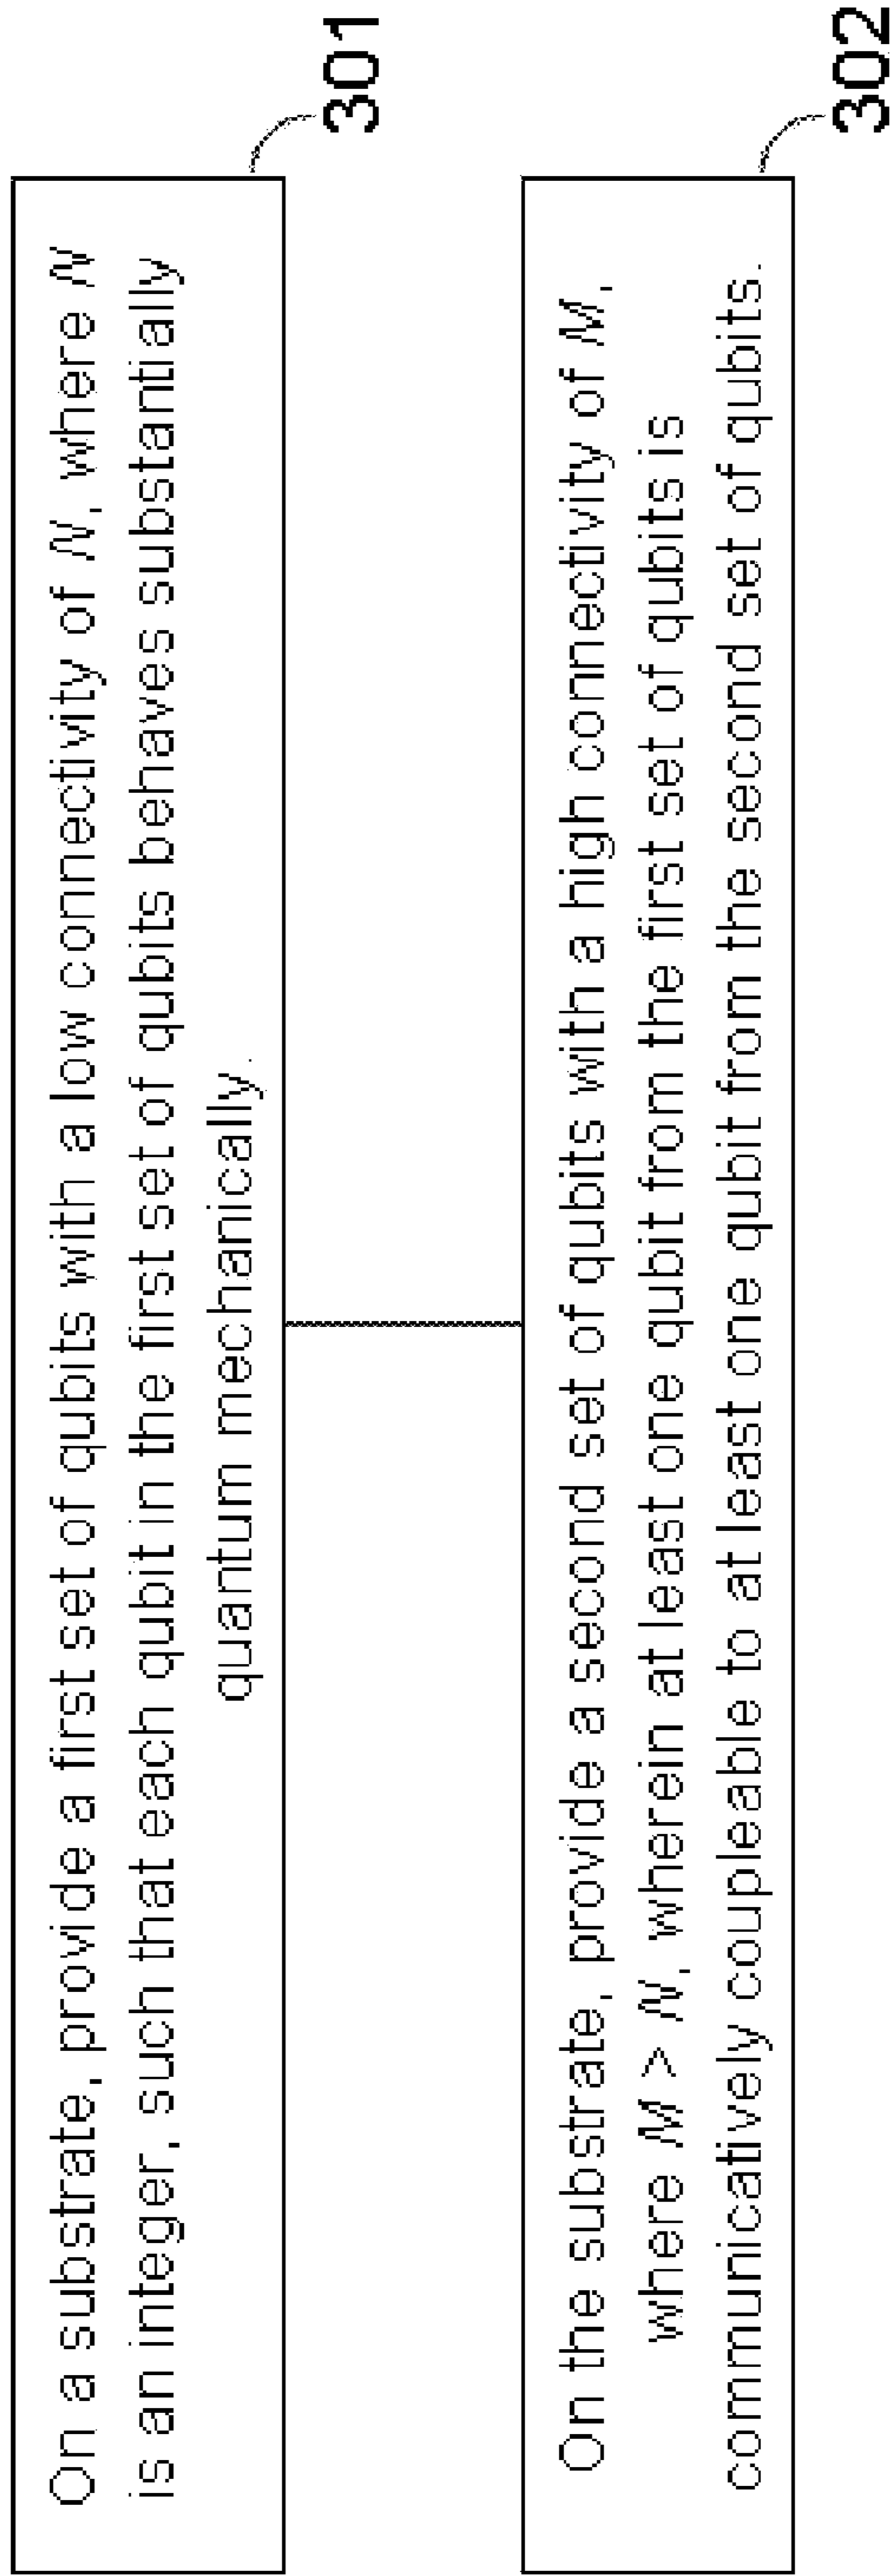 On a substrate, provide a first set of qubits with a low connectivity of N, where N
is an integer, such that each qubit in the first set of qubits behaves substantially
quantum mechanically.
301
On the substrate, provide a second set of qubits with a high connectivity of M,
where M > N, wherein at least one qubit from the first set of qubits is
communicatively coupleable to at least one qubit from the second set of qubits.
302